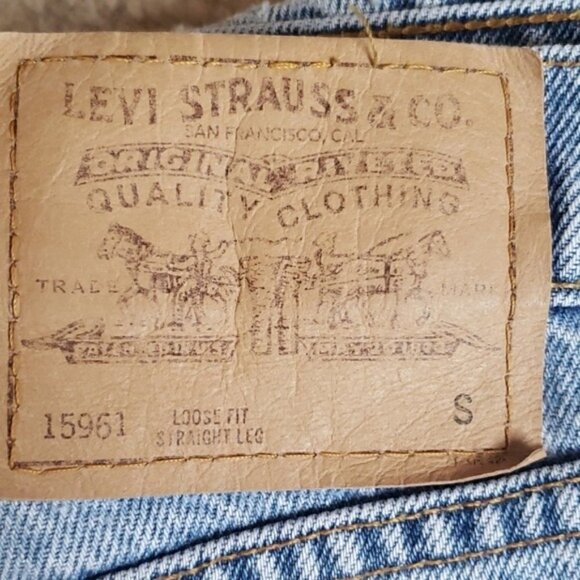 LEVI STRAUSS & CO.
SAN FRANCISCO, CAL
ORIGINAL RIVETED
QUALITY CLOTHING
TRADE MARK
15961 LOOSE FIT S
STRAIGHT LEG